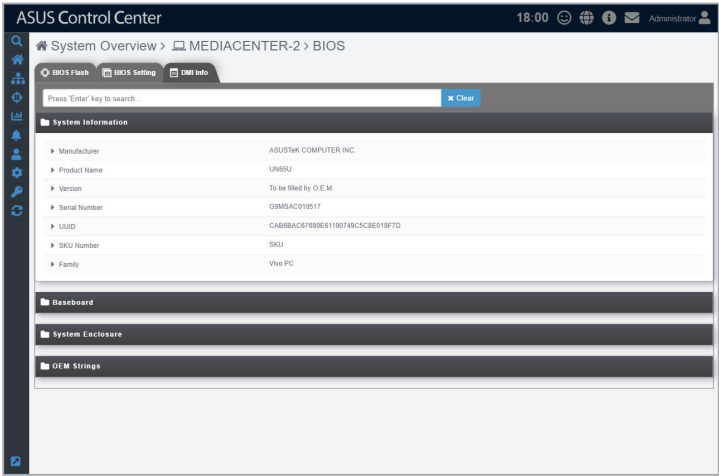 ASUS Control Center
18:00
Administrator
System Overview > MEDIACENTER-2 > BIOS
BIOS Flash BIOS Setting DMI Info
Press 'Enter' key to search... × Clear
System Information
Manufacturer ASUSTeK COMPUTER INC.
Product Name UN65U
Version To be filled by O.E.M.
Serial Number G9MSAC010517
UUID CAB6BAC67680E61190749C5C8E018F7D
SKU Number SKU
Family Vivo PC
Baseboard
System Enclosure
OEM Strings